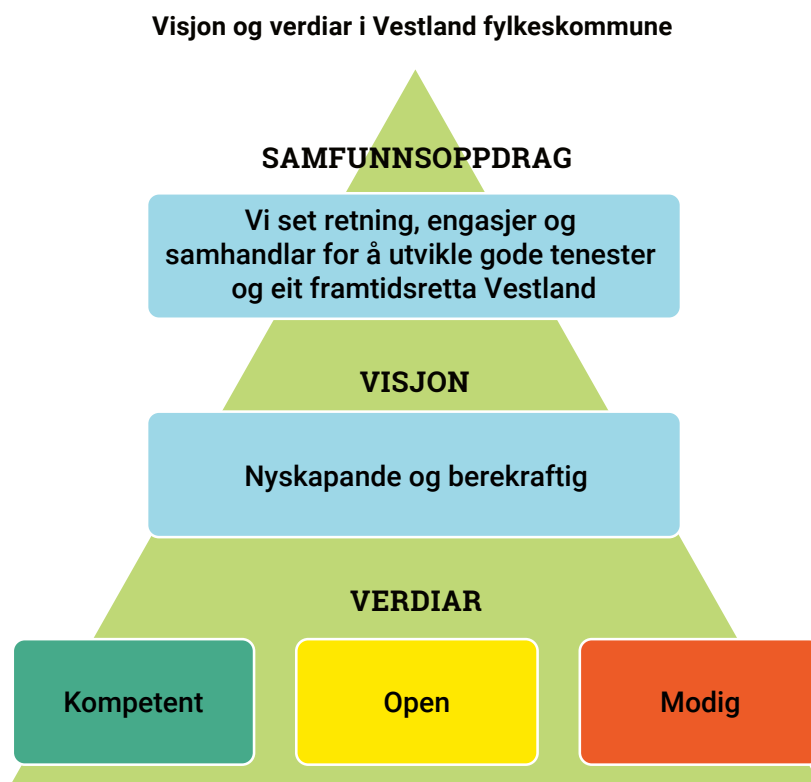 Visjon og verdiar i Vestland fylkeskommune
SAMFUNNSOPPDRAG
Vi set retning, engasjer og
samhandlar for å utvikle gode tenester
og eit framtidsretta Vestland
VISJON
Nyskapande og berekraftig
VERDIAR
Kompetent
Open
Modig